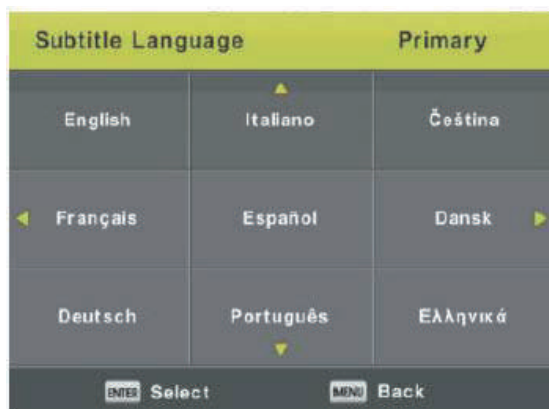 Subtitle Language Primary
English Italiano Čeština
Français Español Dansk
Deutsch Português Ελληνικά
ENTER Select MENU Back